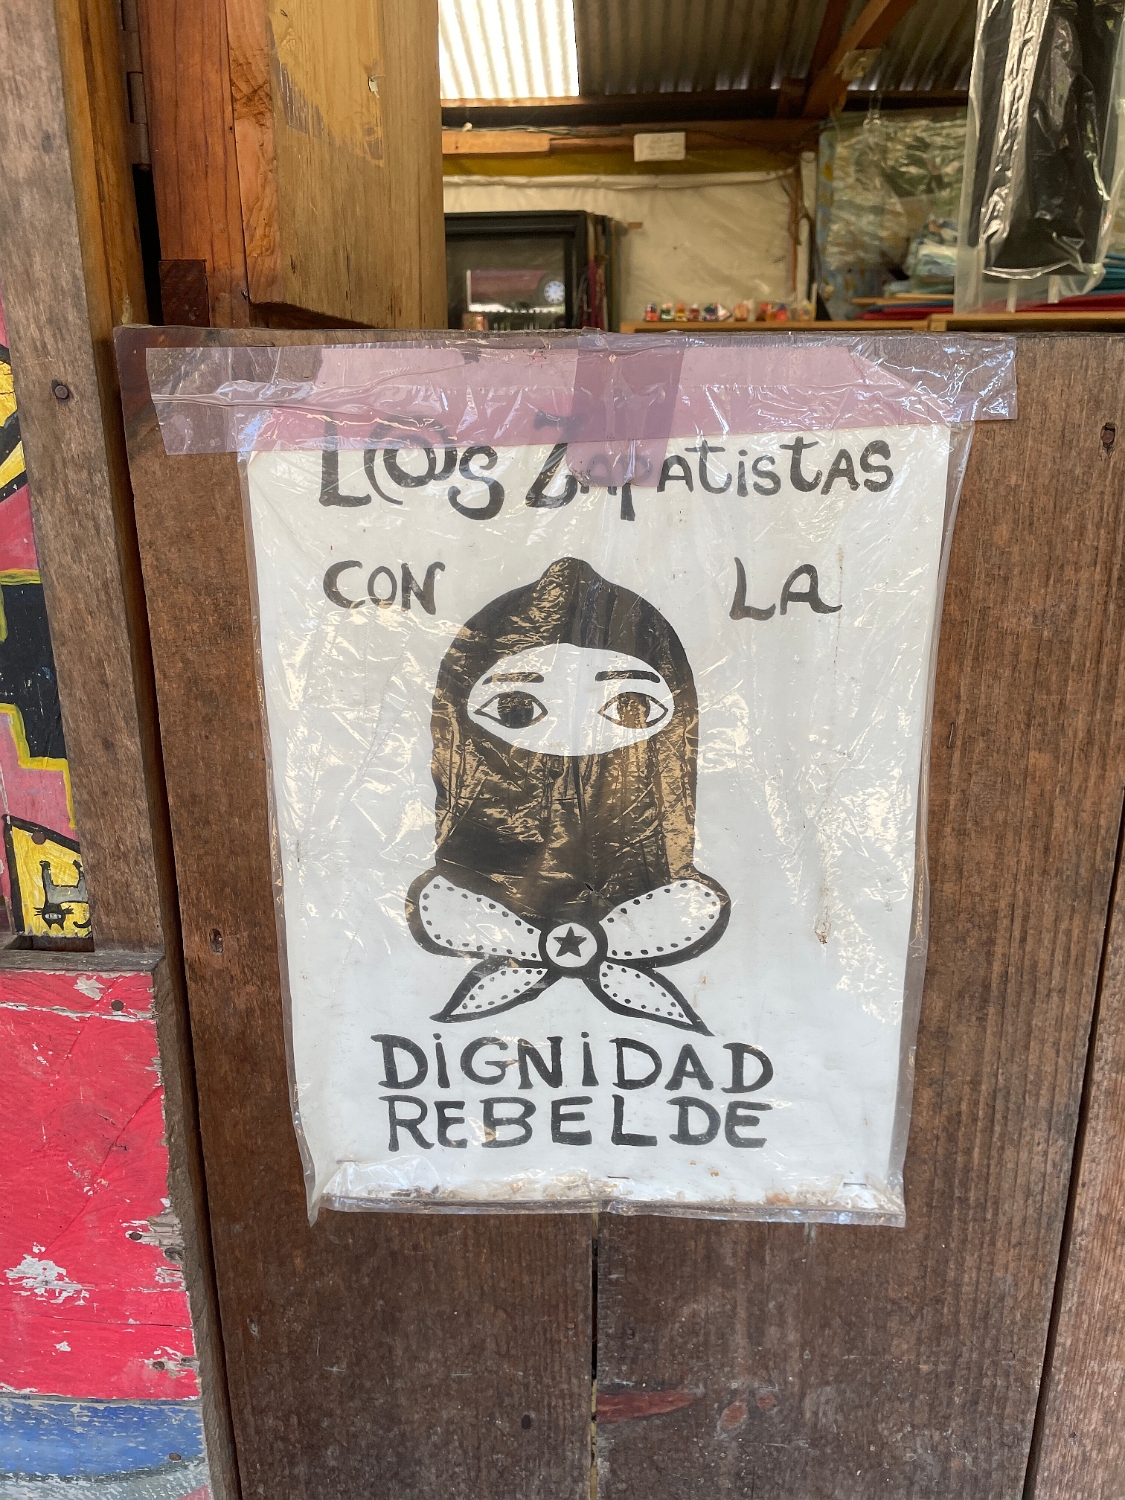 L@s Zapatistas
CON LA
DiGNiDAD
REBELDE